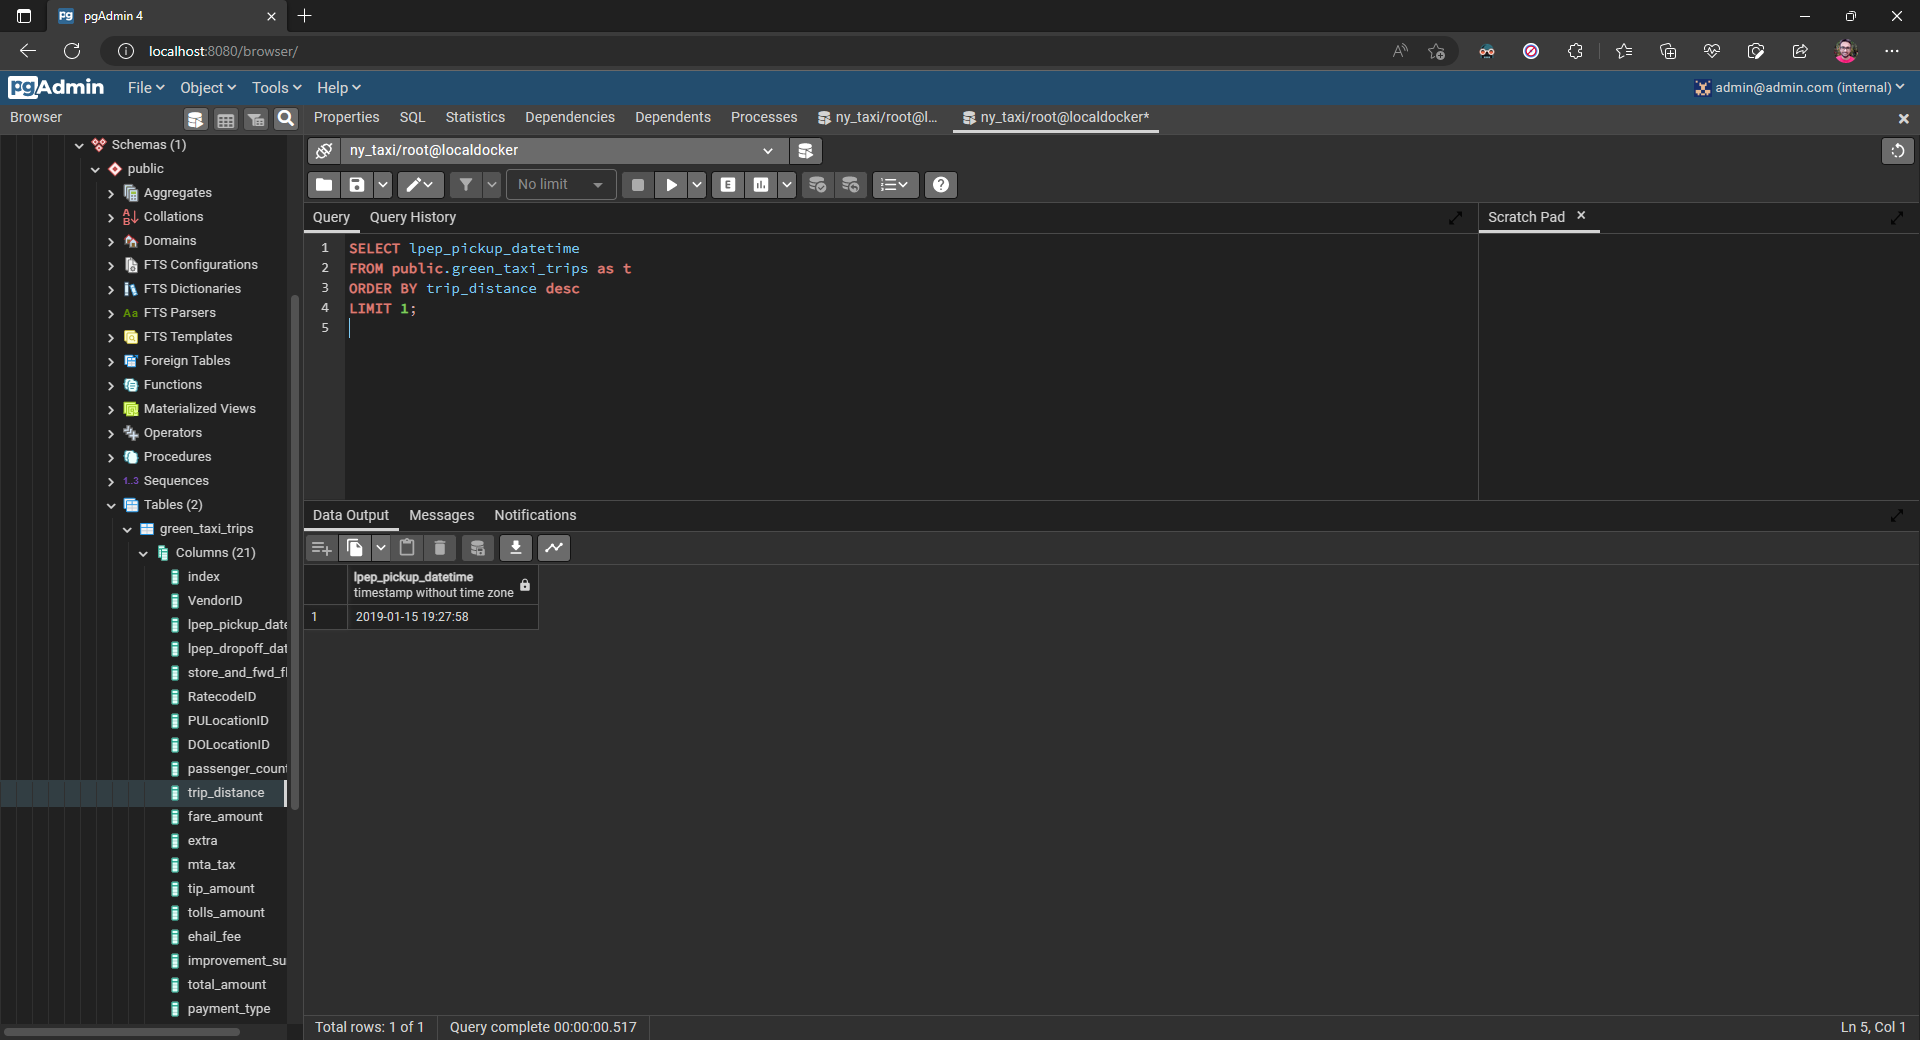 pgAdmin 4
localhost:8080/browser/
pgAdmin
File
Object
Tools
Help
admin@admin.com (internal)
Browser
Properties
SQL
Statistics
Dependencies
Dependents
Processes
ny_taxi/root@l...
ny_taxi/root@localdocker*
Schemas (1)
public
Aggregates
Collations
Domains
FTS Configurations
FTS Dictionaries
FTS Parsers
FTS Templates
Foreign Tables
Functions
Materialized Views
Operators
Procedures
1..3 Sequences
Tables (2)
green_taxi_trips
Columns (21)
index
VendorID
lpep_pickup_date
lpep_dropoff_dat
store_and_fwd_fl
RatecodeID
PULocationID
DOLocationID
passenger_count
trip_distance
fare_amount
extra
mta_tax
tip_amount
tolls_amount
ehail_fee
improvement_su
total_amount
payment_type
ny_taxi/root@localdocker
No limit
E
Query
Query History
Scratch Pad
1 SELECT lpep_pickup_datetime
2 FROM public.green_taxi_trips as t
3 ORDER BY trip_distance desc
4 LIMIT 1;
5
Data Output
Messages
Notifications
lpep_pickup_datetime
timestamp without time zone
1 2019-01-15 19:27:58
Total rows: 1 of 1
Query complete 00:00:00.517
Ln 5, Col 1